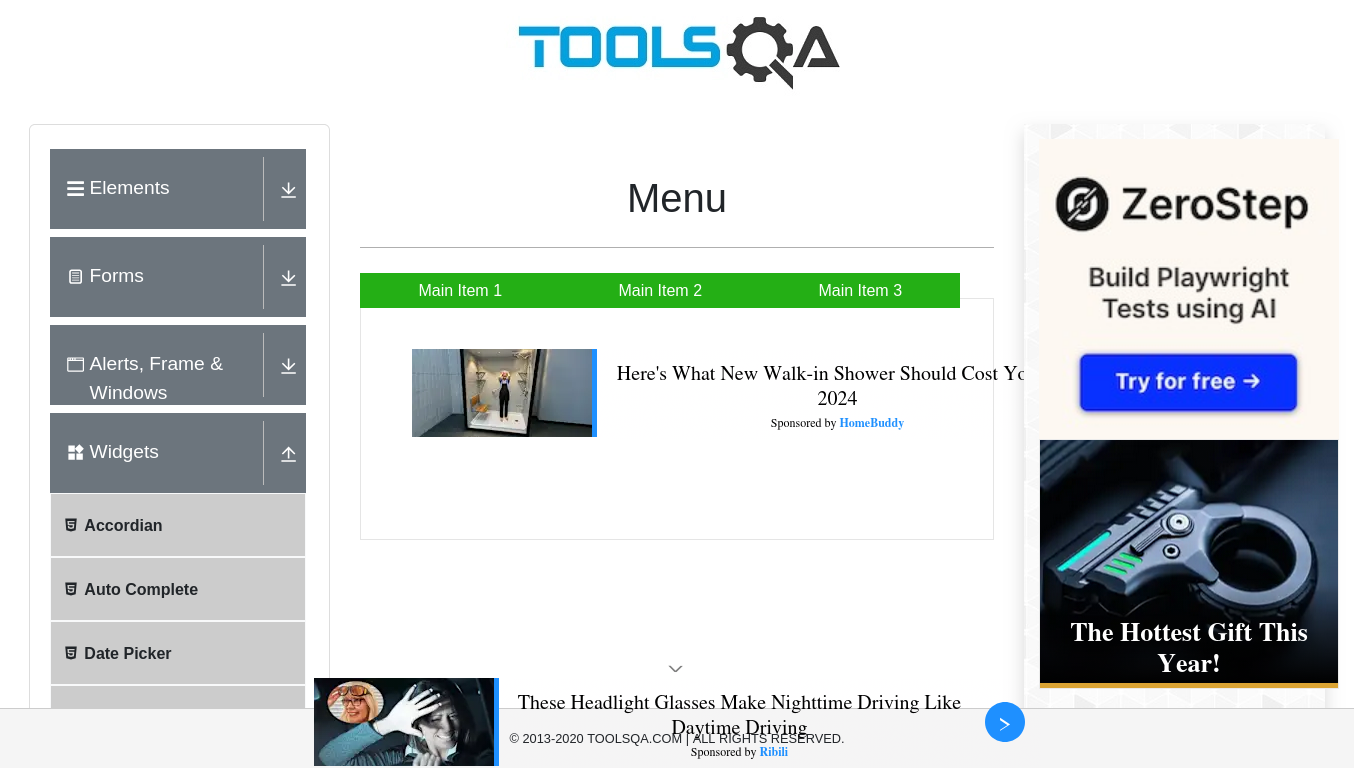 TOOLSQA
Elements
Forms
Alerts, Frame &
Windows
Widgets
Accordian
Auto Complete
Date Picker
Menu
Main Item 1
Main Item 2
Main Item 3
Here's What New Walk-in Shower Should Cost
2024
Sponsored by HomeBuddy
ZeroStep
Build Playwright
Tests using AI
Try for free →
The Hottest Gift This
Year!
These Headlight Glasses Make Nighttime Driving Like
Daytime Driving
Sponsored by Ribili
© 2013-2020 TOOLSQA.COM | ALL RIGHTS RESERVED.